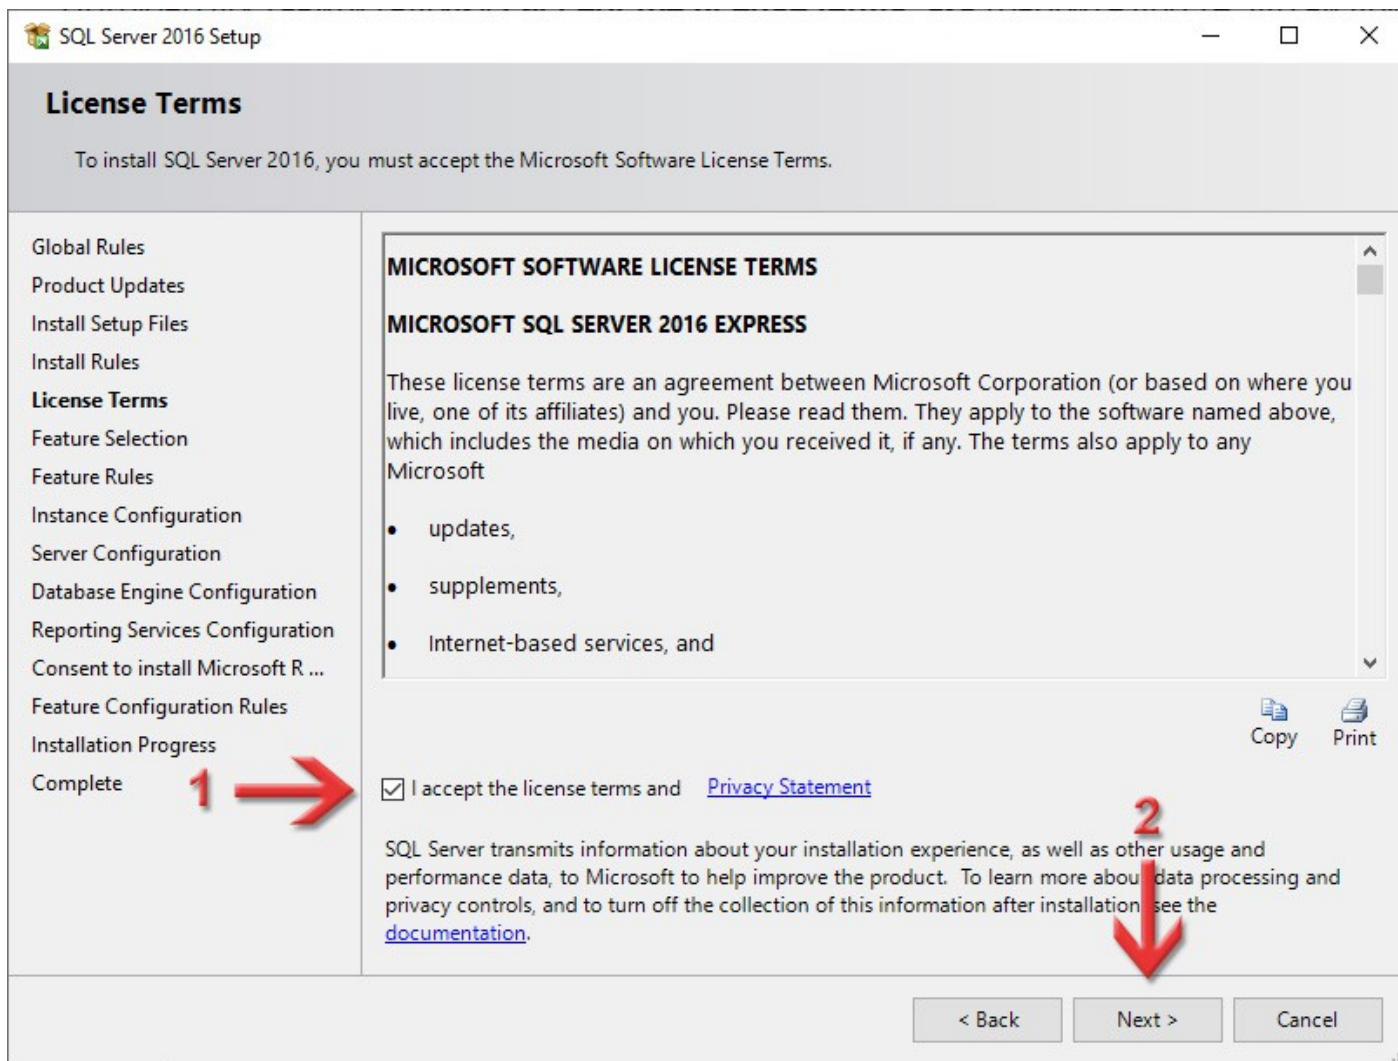 SQL Server 2016 Setup
License Terms
To install SQL Server 2016, you must accept the Microsoft Software License Terms.
Global Rules
Product Updates
Install Setup Files
Install Rules
License Terms
Feature Selection
Feature Rules
Instance Configuration
Server Configuration
Database Engine Configuration
Reporting Services Configuration
Consent to install Microsoft R ...
Feature Configuration Rules
Installation Progress
Complete
MICROSOFT SOFTWARE LICENSE TERMS
MICROSOFT SQL SERVER 2016 EXPRESS
These license terms are an agreement between Microsoft Corporation (or based on where you
live, one of its affiliates) and you. Please read them. They apply to the software named above,
which includes the media on which you received it, if any. The terms also apply to any
Microsoft
• updates,
• supplements,
• Internet-based services, and
Copy Print
1
I accept the license terms and Privacy Statement
2
SQL Server transmits information about your installation experience, as well as other usage and
performance data, to Microsoft to help improve the product. To learn more about data processing and
privacy controls, and to turn off the collection of this information after installation, see the
documentation.
< Back Next > Cancel